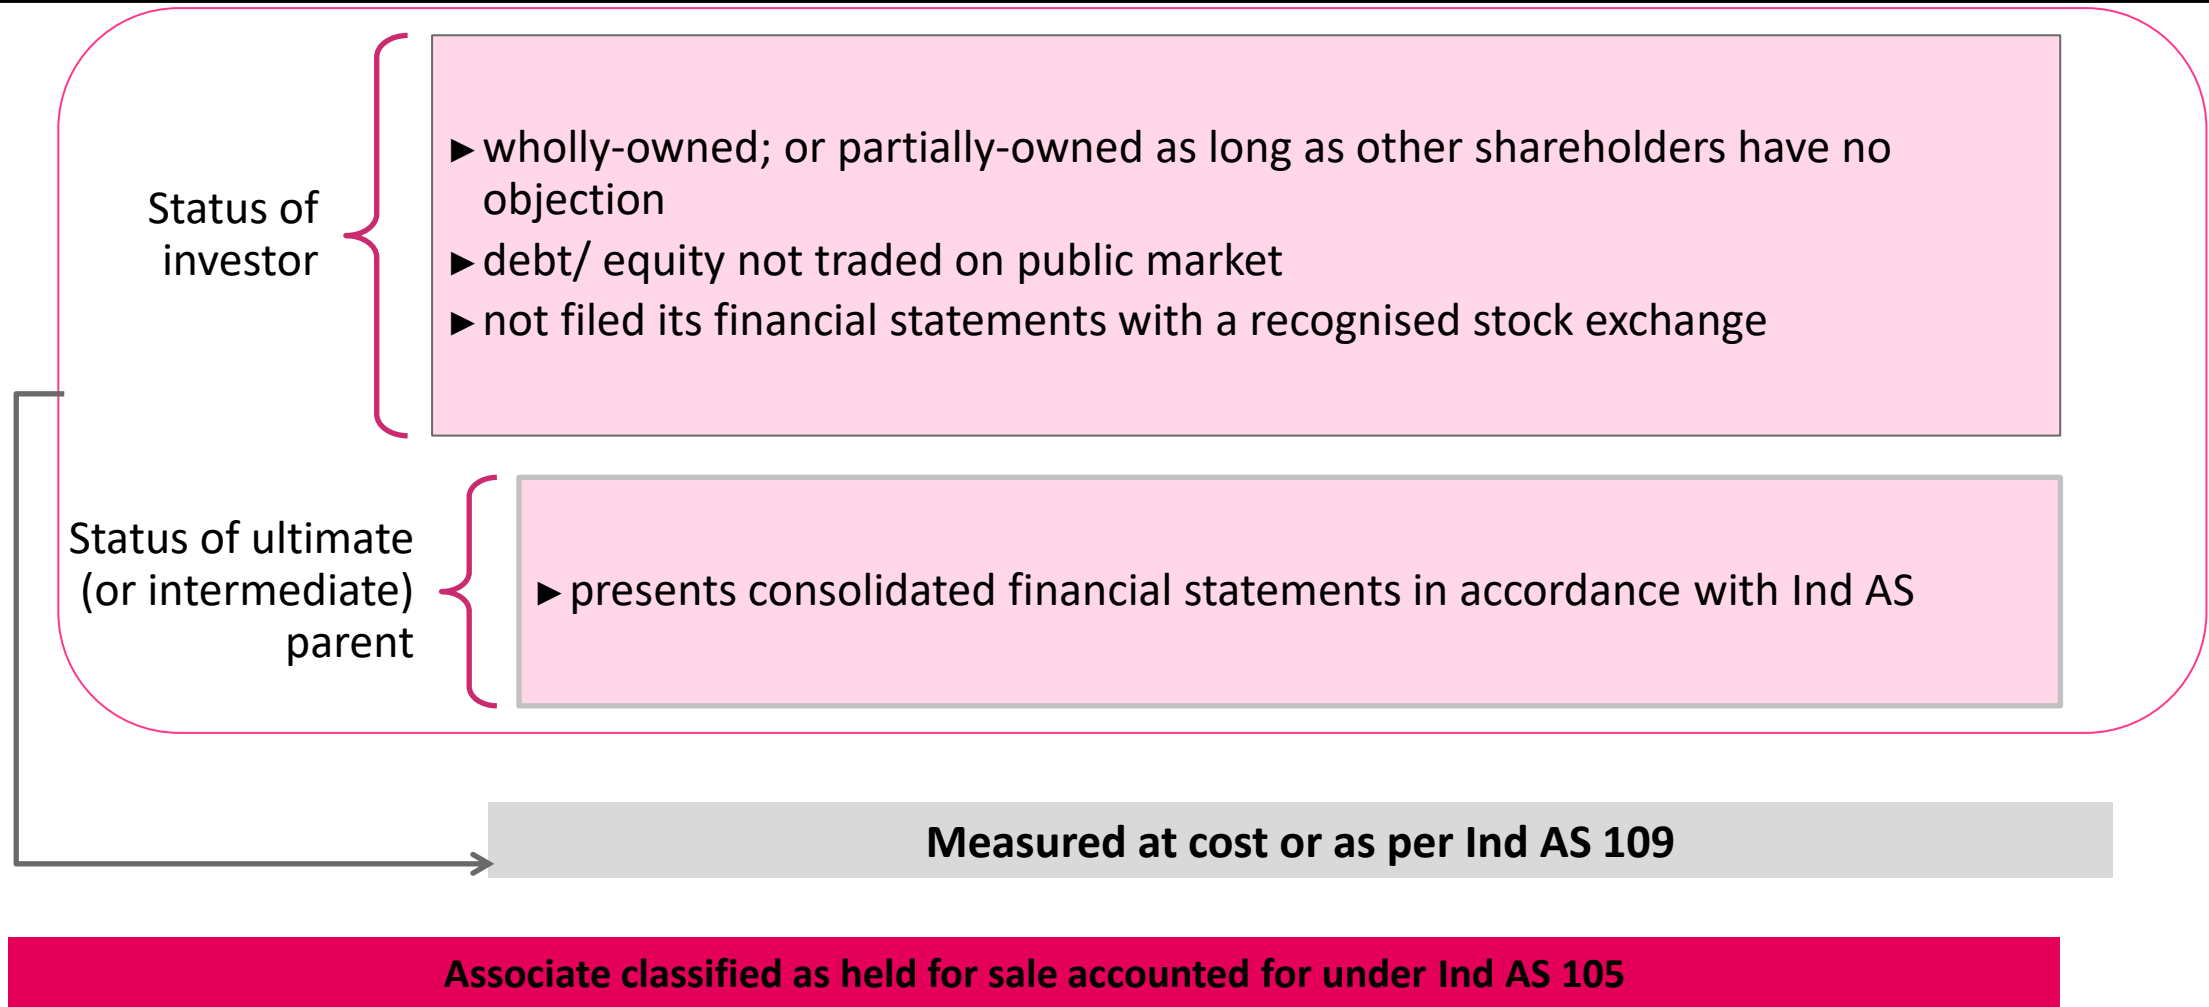 Status of
investor
►wholly-owned; or partially-owned as long as other shareholders have no
objection
►debt/ equity not traded on public market
►not filed its financial statements with a recognised stock exchange
Status of ultimate
(or intermediate)
parent
►presents consolidated financial statements in accordance with Ind AS
Measured at cost or as per Ind AS 109
Associate classified as held for sale accounted for under Ind AS 105